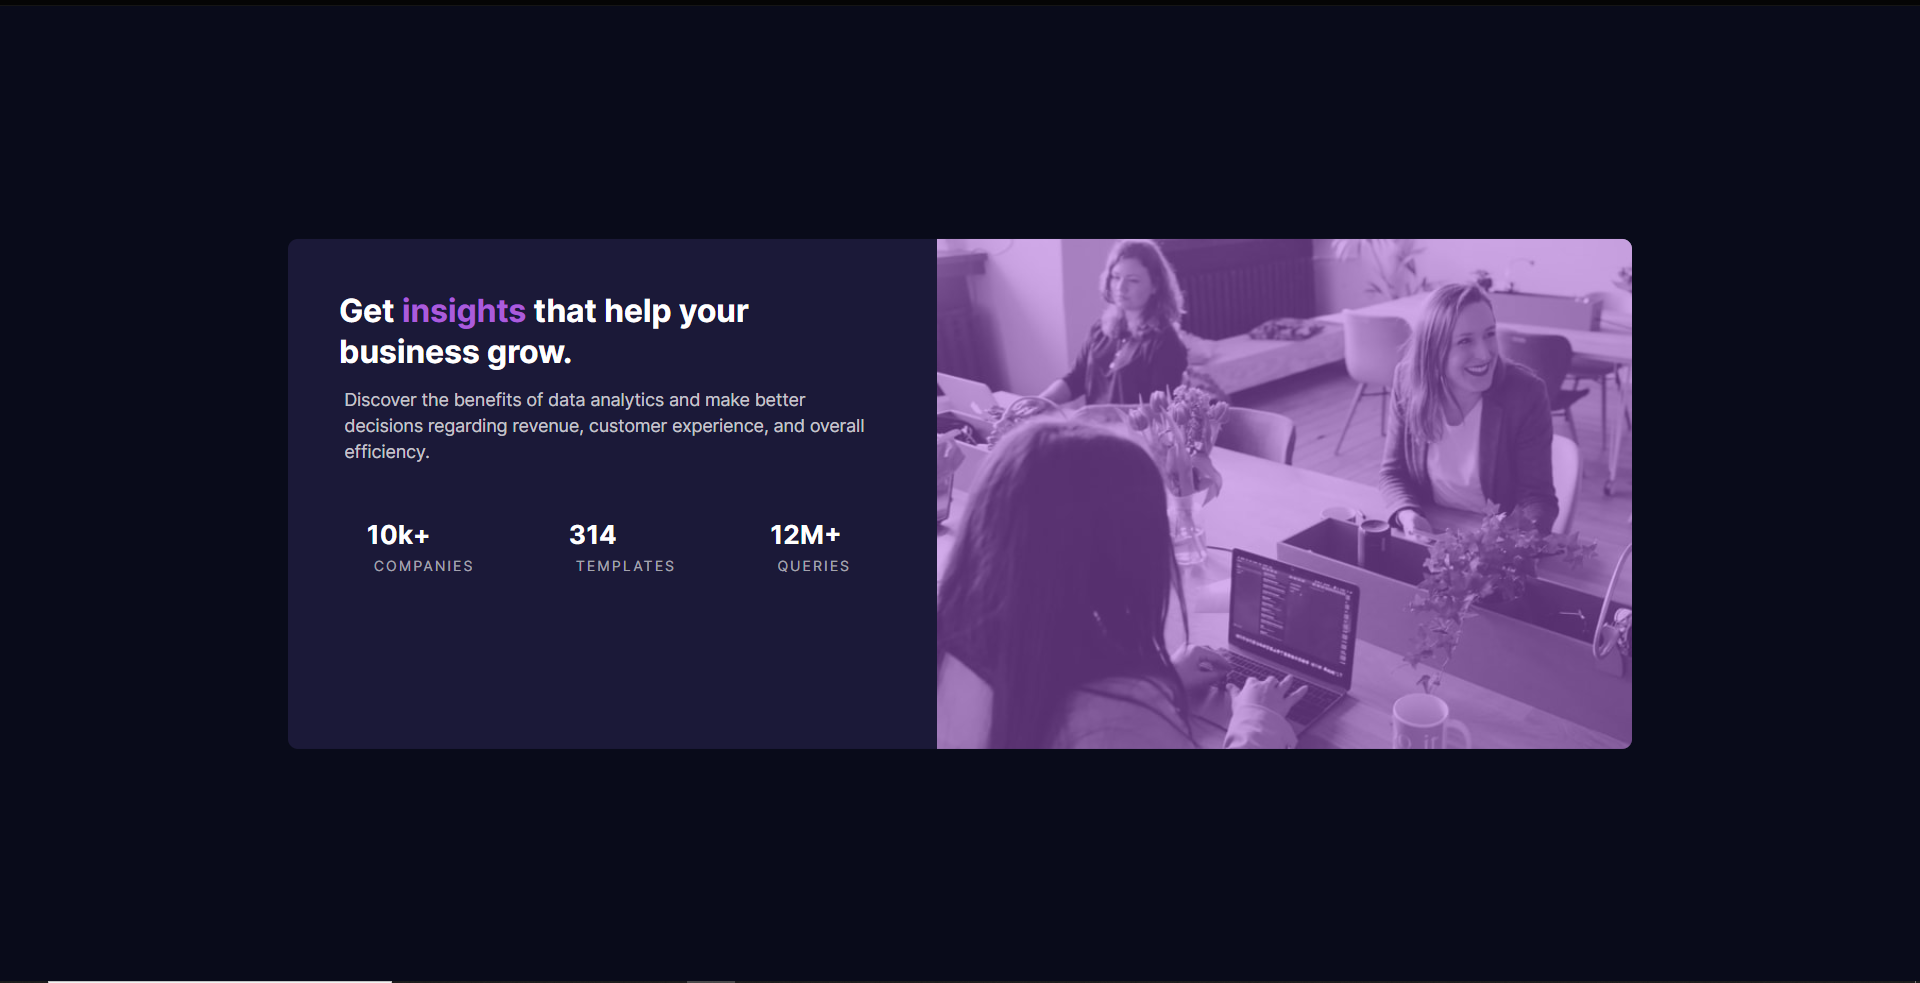 Get insights that help your
business grow.
Discover the benefits of data analytics and make better
decisions regarding revenue, customer experience, and overall
efficiency.
10k+ 314 12M+
COMPANIES TEMPLATES QUERIES